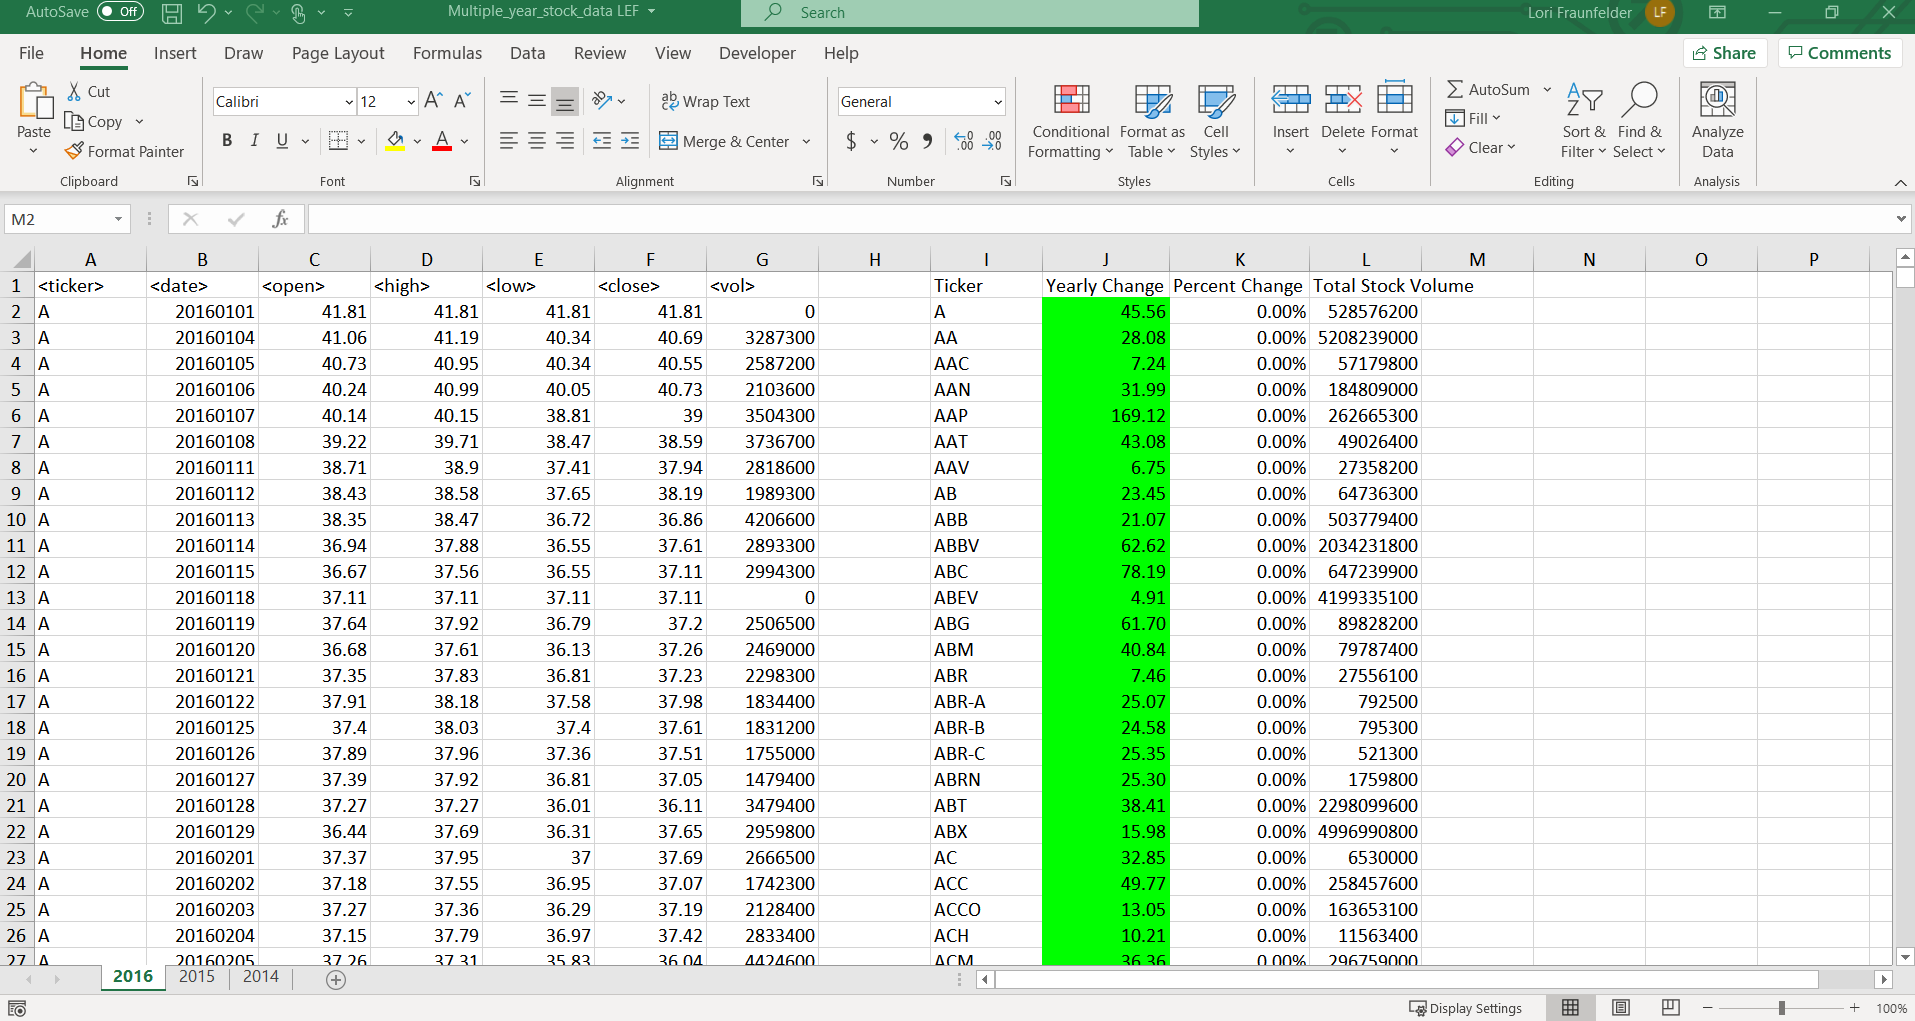 AutoSave Off Multiple_year_stock_data LEF Search Lori Fraunfelder LF
File Home Insert Draw Page Layout Formulas Data Review View Developer Help Share Comments
Paste Cut Copy Format Painter Clipboard
Calibri 12 A A B I U A Font
ab Wrap Text Merge & Center Alignment
General $ % Number
Conditional Formatting Format as Table Cell Styles Styles
Insert Delete Format Cells
AutoSum Fill Clear Sort & Filter Find & Select Editing
Analyze Data Analysis
M2 fx
A B C D E F G H I J K L M N O P
1 <ticker> <date> <open> <high> <low> <close> <vol> Ticker Yearly Change Percent Change Total Stock Volume
2 A 20160101 41.81 41.81 41.81 41.81 0 A 45.56 0.00% 528576200
3 A 20160104 41.06 41.19 40.34 40.69 3287300 AA 28.08 0.00% 5208239000
4 A 20160105 40.73 40.95 40.34 40.55 2587200 AAC 7.24 0.00% 57179800
5 A 20160106 40.24 40.99 40.05 40.73 2103600 AAN 31.99 0.00% 184809000
6 A 20160107 40.14 40.15 38.81 39 3504300 AAP 169.12 0.00% 262665300
7 A 20160108 39.22 39.71 38.47 38.59 3736700 AAT 43.08 0.00% 49026400
8 A 20160111 38.71 38.9 37.41 37.94 2818600 AAV 6.75 0.00% 27358200
9 A 20160112 38.43 38.58 37.65 38.19 1989300 AB 23.45 0.00% 64736300
10 A 20160113 38.35 38.47 36.72 36.86 4206600 ABB 21.07 0.00% 503779400
11 A 20160114 36.94 37.88 36.55 37.61 2893300 ABBV 62.62 0.00% 2034231800
12 A 20160115 36.67 37.56 36.55 37.11 2994300 ABC 78.19 0.00% 647239900
13 A 20160118 37.11 37.11 37.11 37.11 0 ABEV 4.91 0.00% 4199335100
14 A 20160119 37.64 37.92 36.79 37.2 2506500 ABG 61.70 0.00% 89828200
15 A 20160120 36.68 37.61 36.13 37.26 2469000 ABM 40.84 0.00% 79787400
16 A 20160121 37.35 37.83 36.81 37.23 2298300 ABR 7.46 0.00% 27556100
17 A 20160122 37.91 38.18 37.58 37.98 1834400 ABR-A 25.07 0.00% 792500
18 A 20160125 37.4 38.03 37.4 37.61 1831200 ABR-B 24.58 0.00% 795300
19 A 20160126 37.89 37.96 37.36 37.51 1755000 ABR-C 25.35 0.00% 521300
20 A 20160127 37.39 37.92 36.81 37.05 1479400 ABRN 25.30 0.00% 1759800
21 A 20160128 37.27 37.27 36.01 36.11 3479400 ABT 38.41 0.00% 2298099600
22 A 20160129 36.44 37.69 36.31 37.65 2959800 ABX 15.98 0.00% 4996990800
23 A 20160201 37.37 37.95 37 37.69 2666500 AC 32.85 0.00% 6530000
24 A 20160202 37.18 37.55 36.95 37.07 1742300 ACC 49.77 0.00% 258457600
25 A 20160203 37.27 37.36 36.29 37.19 2128400 ACCO 13.05 0.00% 163653100
26 A 20160204 37.15 37.79 36.97 37.42 2833400 ACH 10.21 0.00% 11563400
27 A 20160205 37.26 37.31 35.83 36.04 4424600 ACM 36.36 0.00% 296759000
2016 2015 2014
Display Settings 100%